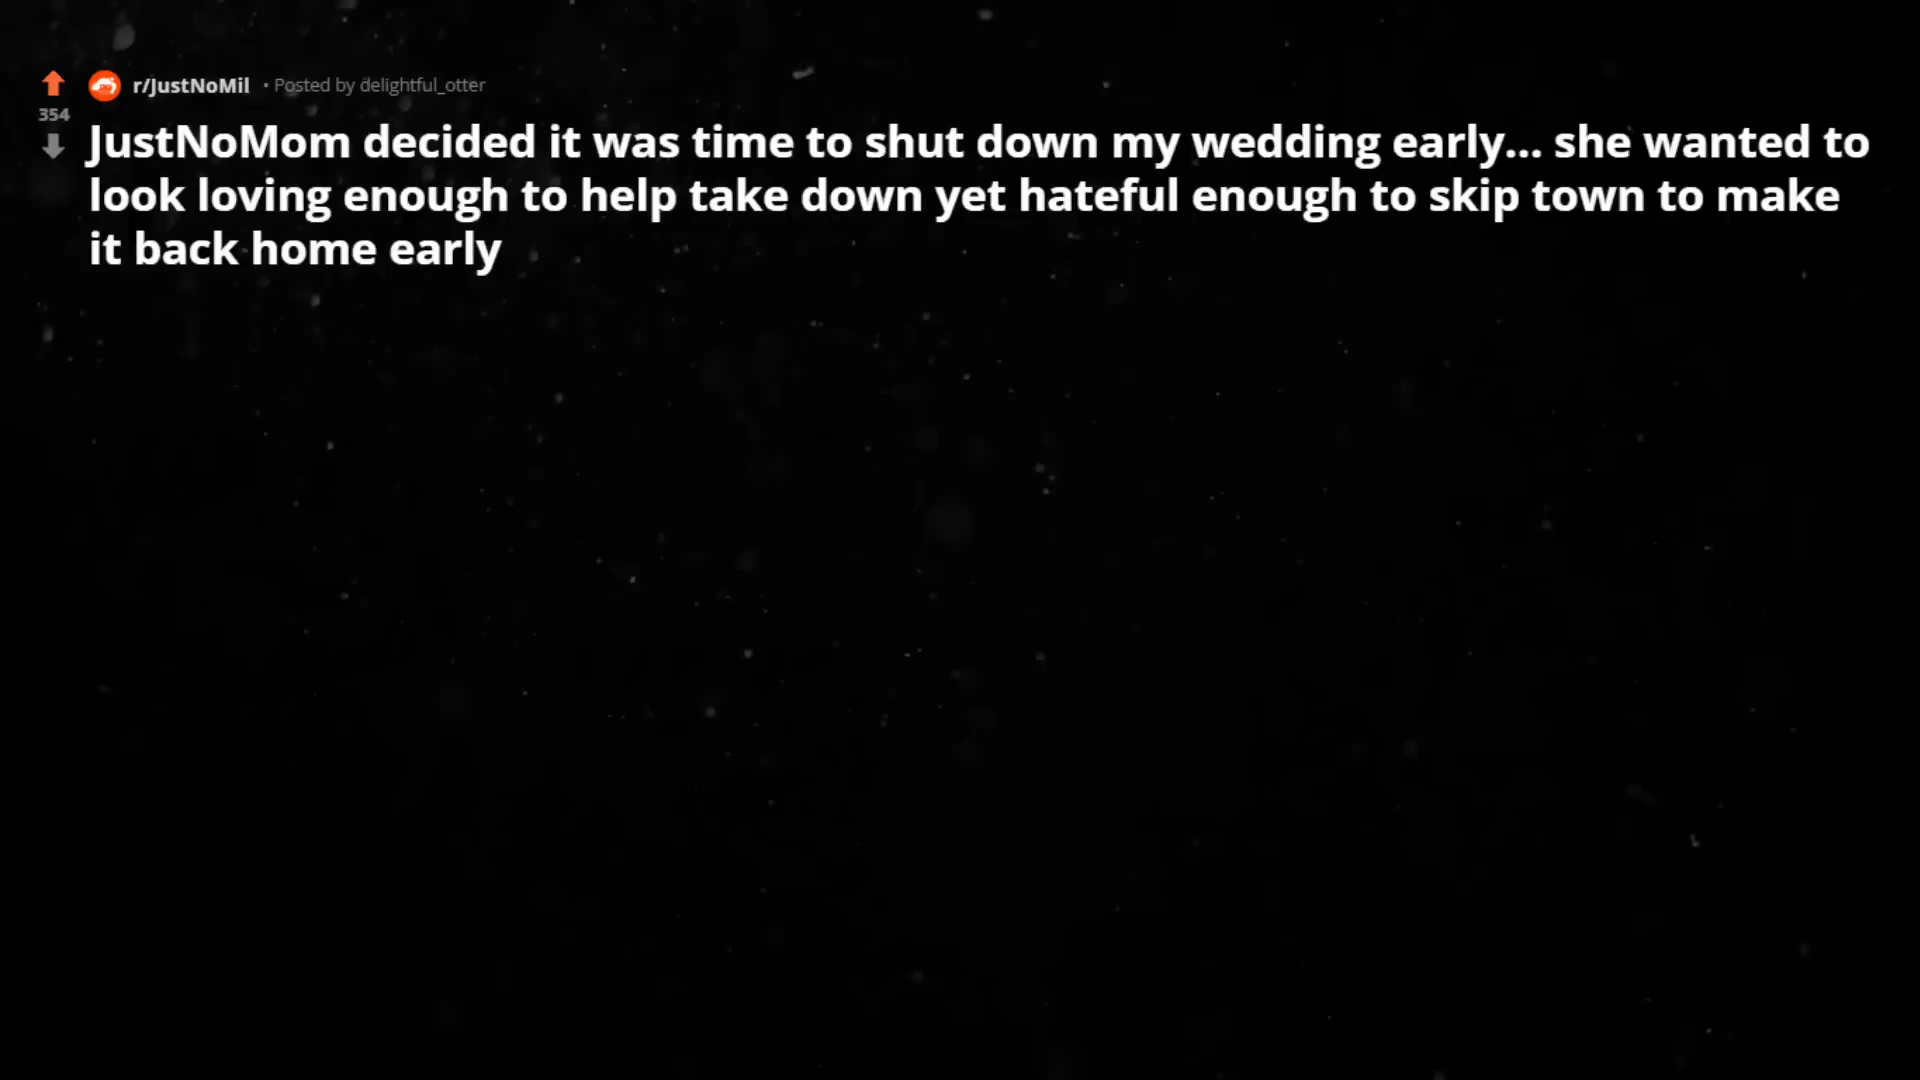 r/JustNoMil • Posted by delightful_otter
354
JustNoMom decided it was time to shut down my wedding early... she wanted to
look loving enough to help take down yet hateful enough to skip town to make
it back home early